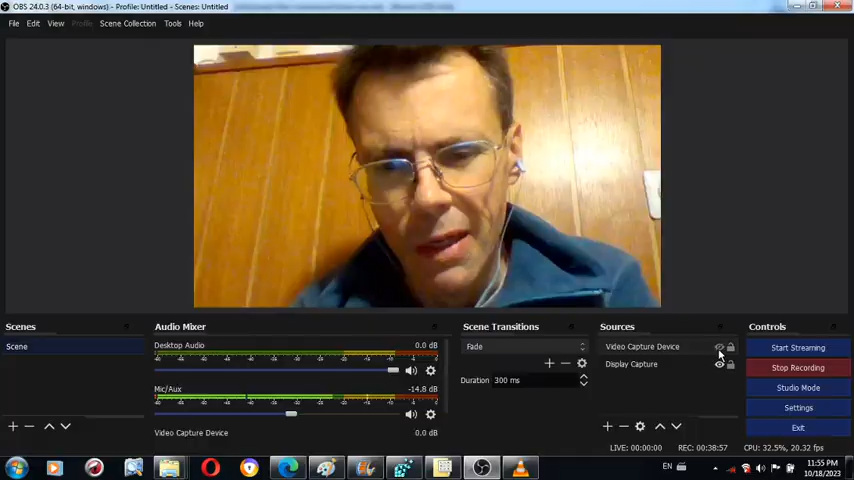 OBS 24.0.3 (64-bit, windows) - Profile: Untitled - Scenes: Untitled
File Edit View Profile Scene Collection Tools Help
Scenes
Scene
Audio Mixer
Desktop Audio 0.0 dB
Mic/Aux -14.8 dB
Video Capture Device 0.0 dB
Scene Transitions
Fade
Duration 300 ms
Sources
Video Capture Device
Display Capture
Controls
Start Streaming
Stop Recording
Studio Mode
Settings
Exit
LIVE: 00:00:00 REC: 00:38:57 CPU: 32.5%, 20.32 fps
EN
11:55 PM
10/18/2023